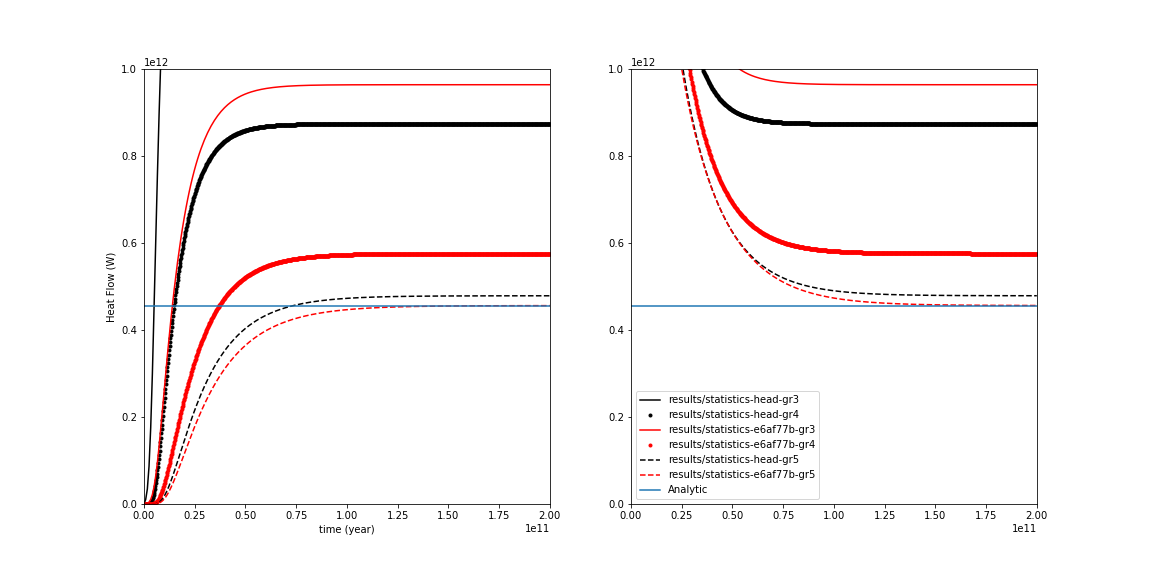 1e12
1.0
0.8
0.6
0.4
0.2
0.0
Heat Flow (W)
0.00 0.25 0.50 0.75 1.00 1.25 1.50 1.75 2.00
time (year)
1e11
1e12
1.0
0.8
0.6
0.4
0.2
0.0
results/statistics-head-gr3
results/statistics-head-gr4
results/statistics-e6af77b-gr3
results/statistics-e6af77b-gr4
results/statistics-head-gr5
results/statistics-e6af77b-gr5
Analytic
0.00 0.25 0.50 0.75 1.00 1.25 1.50 1.75 2.00
1e11